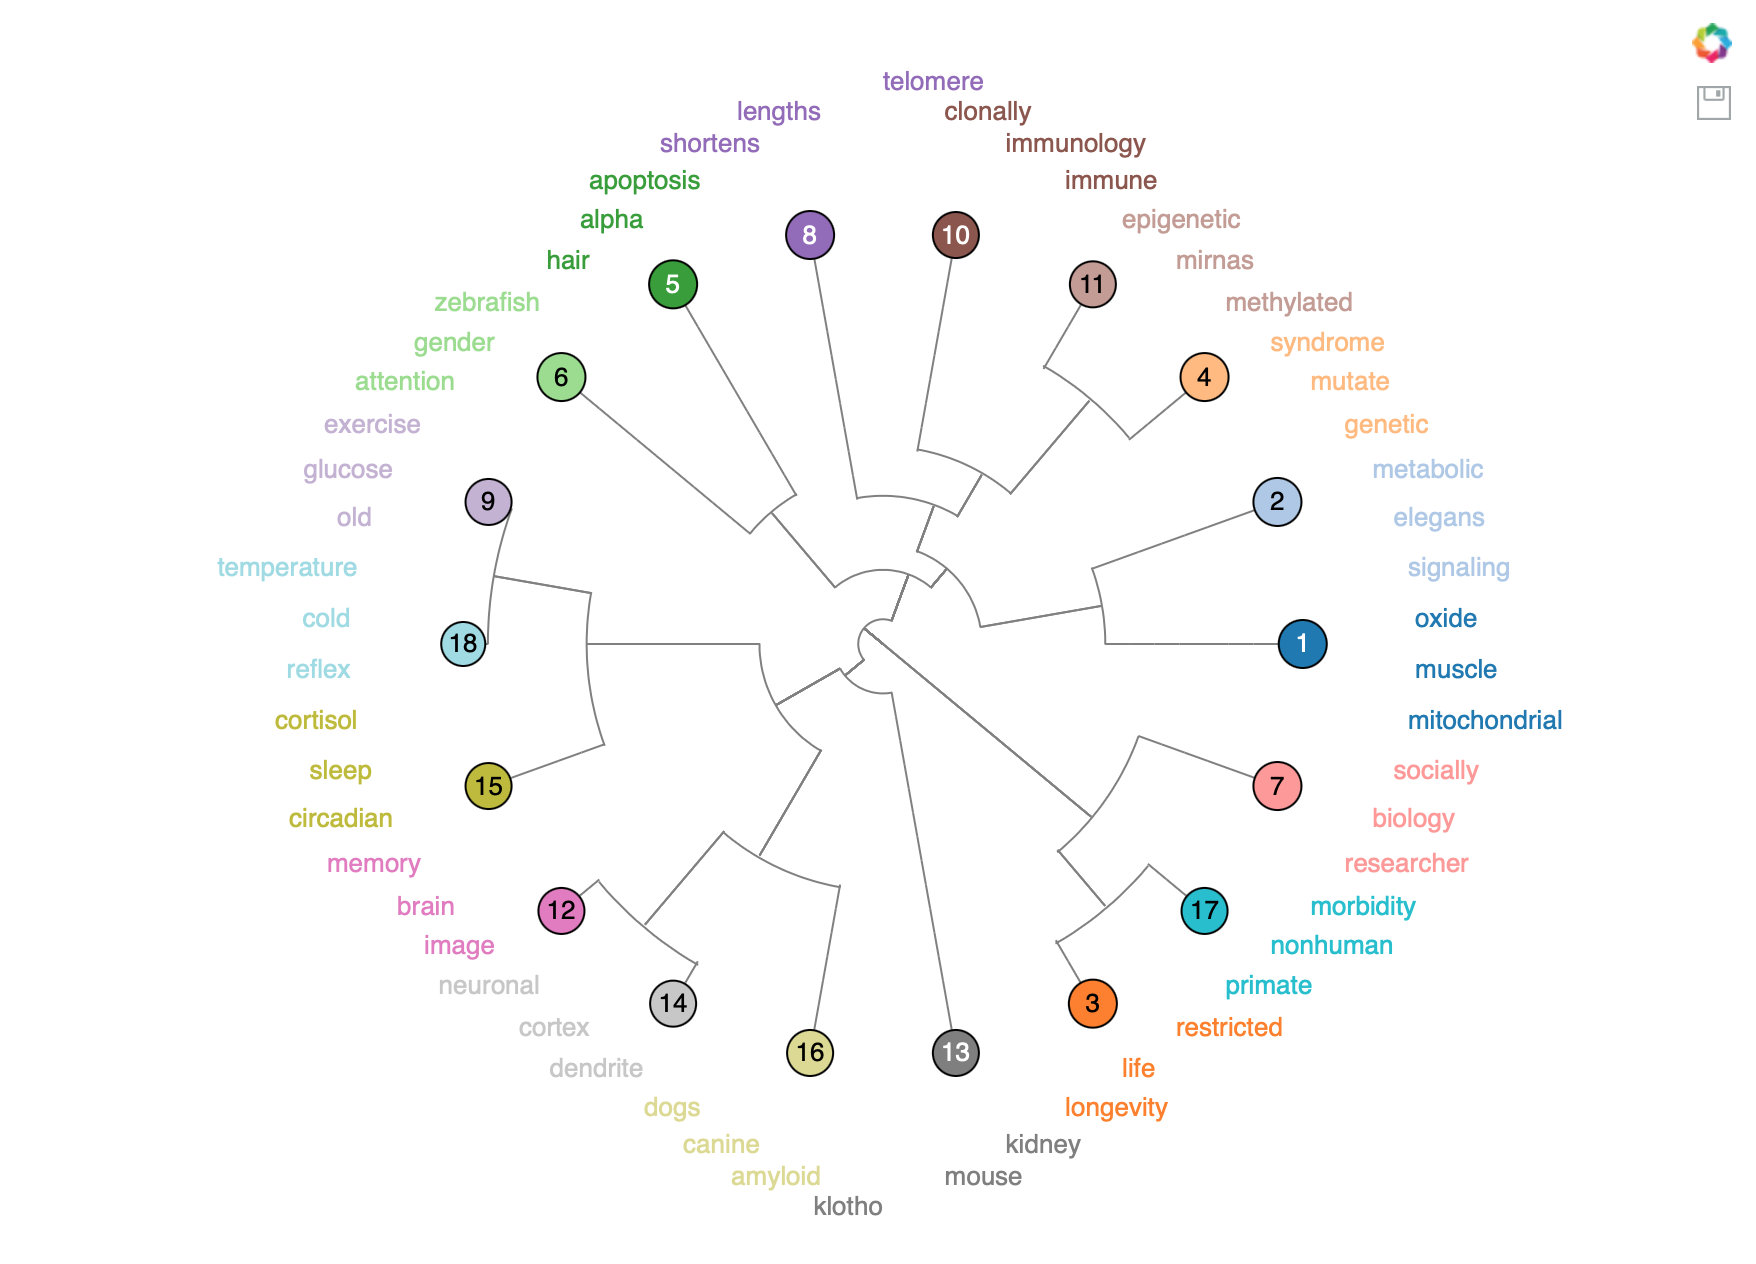 telomere
lengths
clonally
shortens
immunology
apoptosis
immune
alpha
epigenetic
8
10
hair
mirnas
5
11
zebrafish
methylated
gender
syndrome
6
4
attention
mutate
exercise
genetic
glucose
metabolic
9
2
old
elegans
temperature
signaling
cold
oxide
18
1
reflex
muscle
cortisol
mitochondrial
sleep
socially
15
7
circadian
biology
memory
researcher
brain
12
17
morbidity
image
nonhuman
neuronal
primate
14
3
cortex
restricted
16
13
dendrite
life
dogs
longevity
canine
kidney
amyloid
mouse
klotho